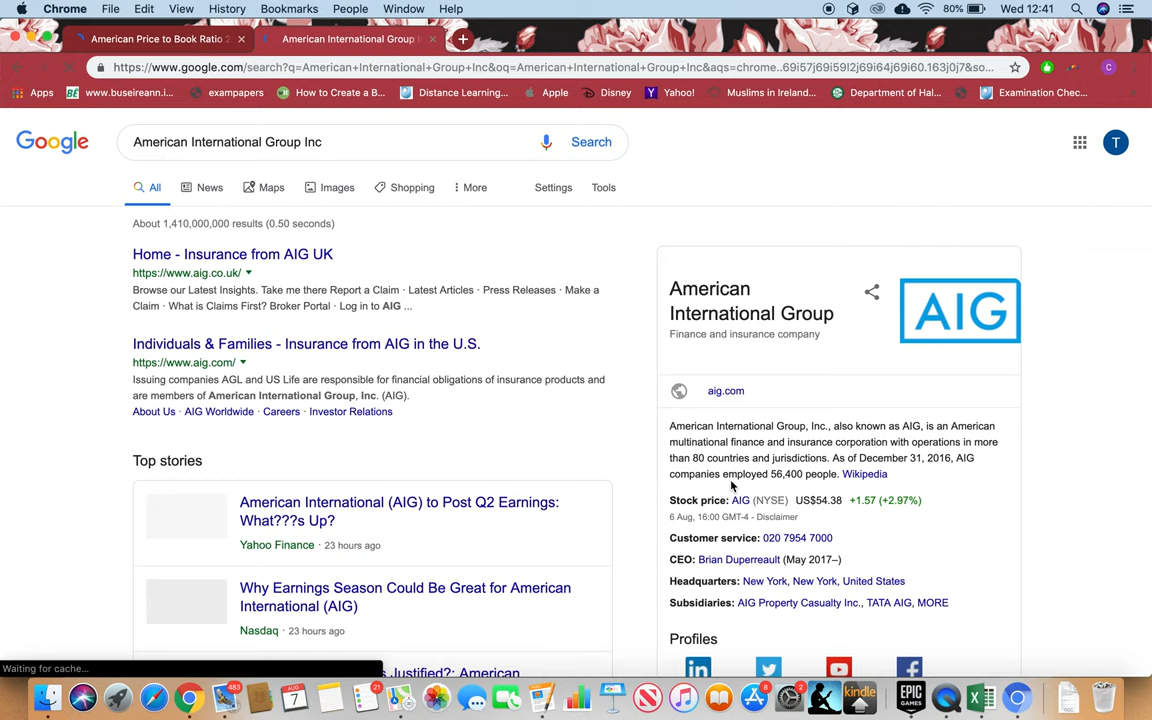 Chrome File Edit View History Bookmarks People Window Help 80% Wed 12:41
American Price to Book Ratio American International Group
https://www.google.com/search?q=American+International+Group+Inc&oq=American+International+Group+Inc&aqs=chrome..69i57j69i59l2j69i64j69i60.163j0j7&so... C
Apps www.buseireann.i... exampapers How to Create a B... Distance Learning... Apple Disney Yahoo! Muslims in Ireland... Department of Hal... Examination Chec...
Google American International Group Inc Search T
All News Maps Images Shopping More Settings Tools
About 1,410,000,000 results (0.50 seconds)
Home - Insurance from AIG UK
https://www.aig.co.uk/
Browse our Latest Insights. Take me there Report a Claim · Latest Articles · Press Releases · Make a
Claim · What is Claims First? Broker Portal · Log in to AIG ...
Individuals & Families - Insurance from AIG in the U.S.
https://www.aig.com/
Issuing companies AGL and US Life are responsible for financial obligations of insurance products and
are members of American International Group, Inc. (AIG).
About Us · AIG Worldwide · Careers · Investor Relations
Top stories
American International (AIG) to Post Q2 Earnings:
What???s Up?
Yahoo Finance · 23 hours ago
Why Earnings Season Could Be Great for American
International (AIG)
Nasdaq · 23 hours ago
Justified?: American
American
International Group
Finance and insurance company
AIG
aig.com
American International Group, Inc., also known as AIG, is an American
multinational finance and insurance corporation with operations in more
than 80 countries and jurisdictions. As of December 31, 2016, AIG
companies employed 56,400 people. Wikipedia
Stock price: AIG (NYSE) US$54.38 +1.57 (+2.97%)
6 Aug, 16:00 GMT-4 - Disclaimer
Customer service: 020 7954 7000
CEO: Brian Duperreault (May 2017–)
Headquarters: New York, New York, United States
Subsidiaries: AIG Property Casualty Inc., TATA AIG, MORE
Profiles
in
Waiting for cache...
483 AUG 7 21 8 2 kindle EPIC GAMES